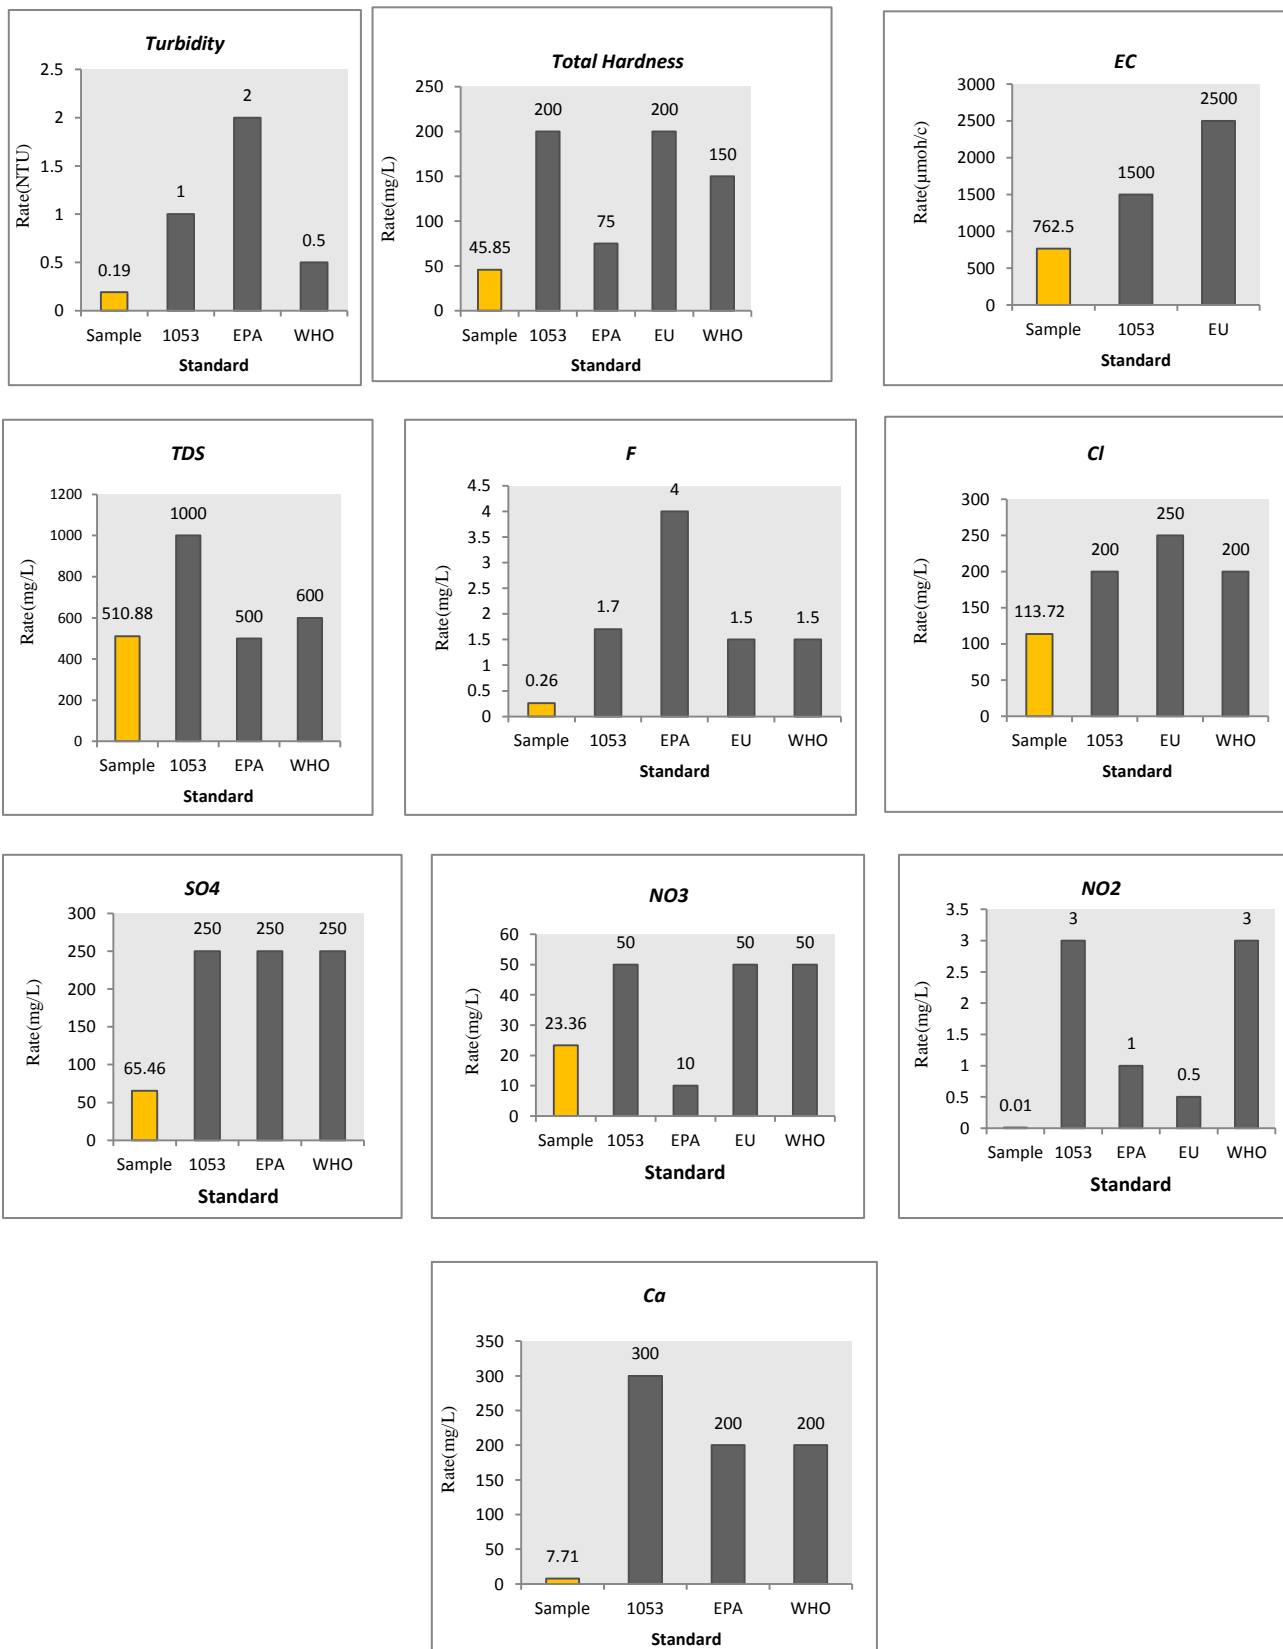 Turbidity
Rate(NTU)
2.5
2
1.5
1
0.5
0
0.19
1
2
0.5
Sample 1053 EPA WHO
Standard
Total Hardness
Rate(mg/L)
250
200
150
100
50
0
45.85
200
75
200
150
Sample 1053 EPA EU WHO
Standard
EC
Rate(µmoh/c)
3000
2500
2000
1500
1000
500
0
762.5
1500
2500
Sample 1053 EU
Standard
TDS
Rate(mg/L)
1200
1000
800
600
400
200
0
510.88
1000
500
600
Sample 1053 EPA WHO
Standard
F
Rate(mg/L)
4.5
4
3.5
3
2.5
2
1.5
1
0.5
0
0.26
1.7
4
1.5
1.5
Sample 1053 EPA EU WHO
Standard
Cl
Rate(mg/L)
300
250
200
150
100
50
0
113.72
200
250
200
Sample 1053 EU WHO
Standard
SO4
Rate(mg/L)
300
250
200
150
100
50
0
65.46
250
250
250
Sample 1053 EPA WHO
Standard
NO3
Rate(mg/L)
60
50
40
30
20
10
0
23.36
50
10
50
50
Sample 1053 EPA EU WHO
Standard
NO2
Rate(mg/L)
3.5
3
2.5
2
1.5
1
0.5
0
0.01
3
1
0.5
3
Sample 1053 EPA EU WHO
Standard
Ca
Rate(mg/L)
350
300
250
200
150
100
50
0
7.71
300
200
200
Sample 1053 EPA WHO
Standard